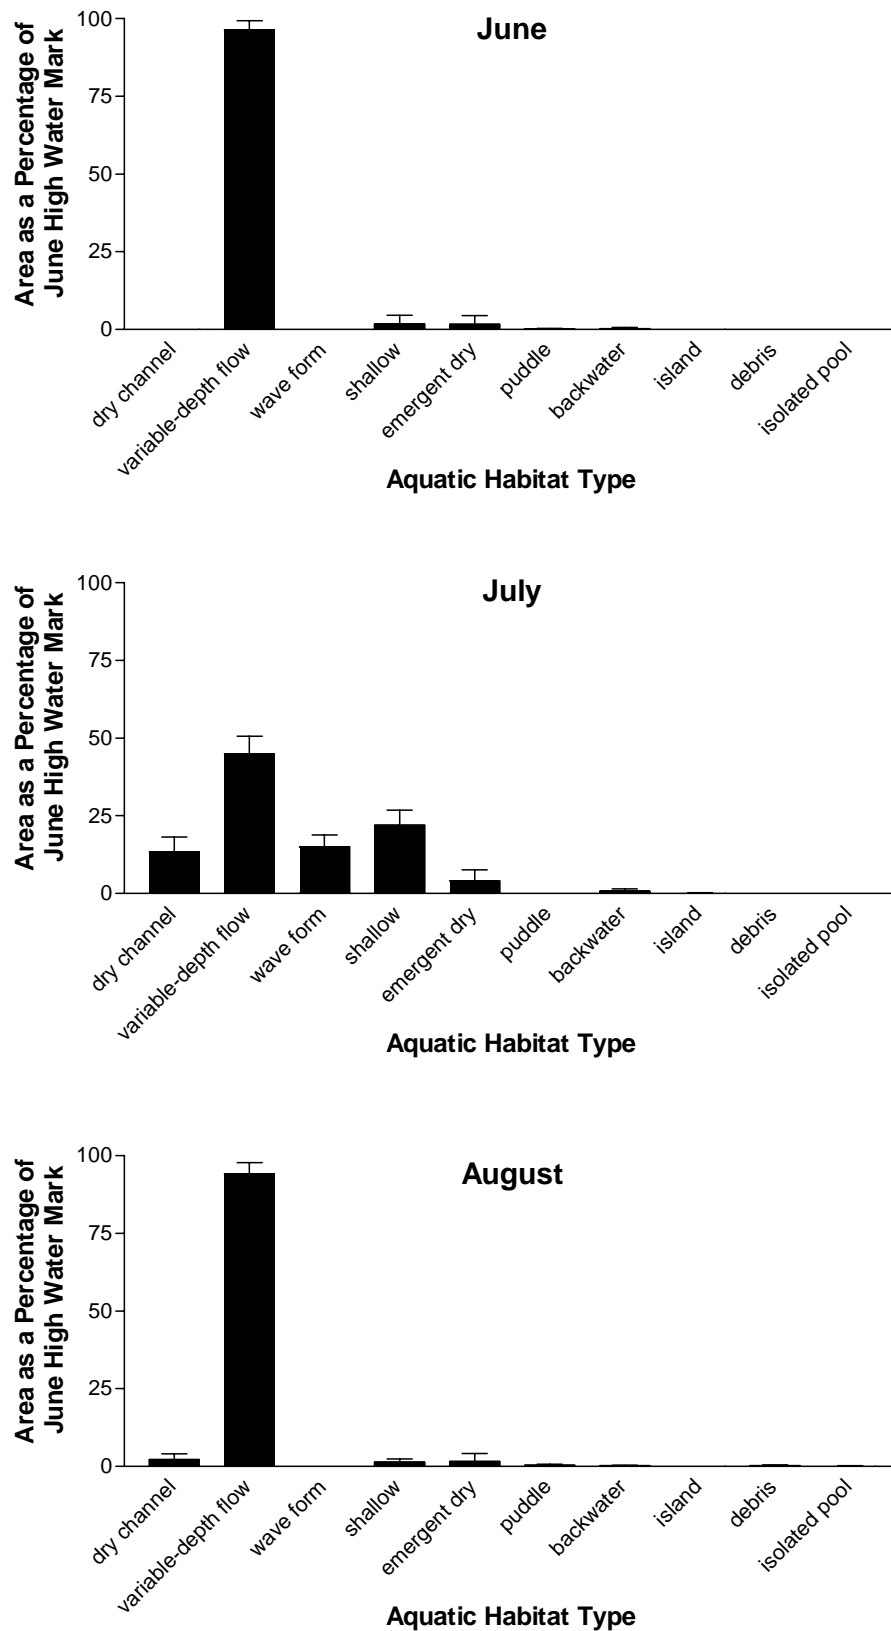 June
Area as a Percentage of
June High Water Mark
100
75
50
25
0
dry channel
variable-depth flow
wave form
shallow
emergent dry
puddle
backwater
island
debris
isolated pool
Aquatic Habitat Type
July
Area as a Percentage of
June High Water Mark
100
75
50
25
0
dry channel
variable-depth flow
wave form
shallow
emergent dry
puddle
backwater
island
debris
isolated pool
Aquatic Habitat Type
August
Area as a Percentage of
June High Water Mark
100
75
50
25
0
dry channel
variable-depth flow
wave form
shallow
emergent dry
puddle
backwater
island
debris
isolated pool
Aquatic Habitat Type